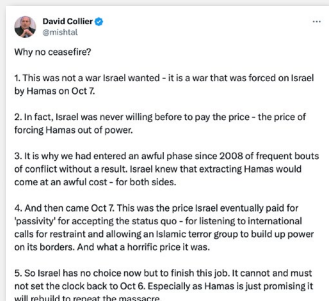 David Collier
@mishtal
Why no ceasefire?
1. This was not a war Israel wanted - it is a war that was forced on Israel
by Hamas on Oct 7.
2. In fact, Israel was never willing before to pay the price - the price of
forcing Hamas out of power.
3. It is why we had entered an awful phase since 2008 of frequent bouts
of conflict without a result. Israel knew that extracting Hamas would
come at an awful cost - for both sides.
4. And then came Oct 7. This was the price Israel eventually paid for
'passivity' for accepting the status quo - for listening to international
calls for restraint and allowing an Islamic terror group to build up power
on its borders. And what a horrific price it was.
5. So Israel has no choice now but to finish this job. It cannot and must
not set the clock back to Oct 6. Especially as Hamas is just promising it
will rebuild to repeat the massacre